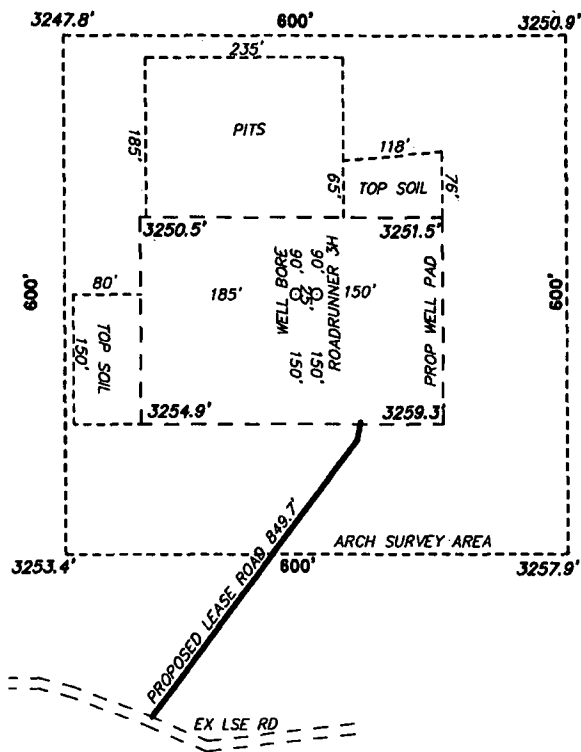 3247.8' 600' 3250.9'
235'
PITS
185'
118'
65' TOP SOIL 76'
3250.5' 3251.5'
600' 600'
80'
TOP SOIL
150'
185'
WELL BORE
90' 90'
25'
150' 150'
ROADRUNNER 3H
150'
PROP WELL PAD
3254.9' 3259.3
ARCH SURVEY AREA
3253.4' 600' 3257.9'
PROPOSED LEASE ROAD 849.7'
EX LSE RD